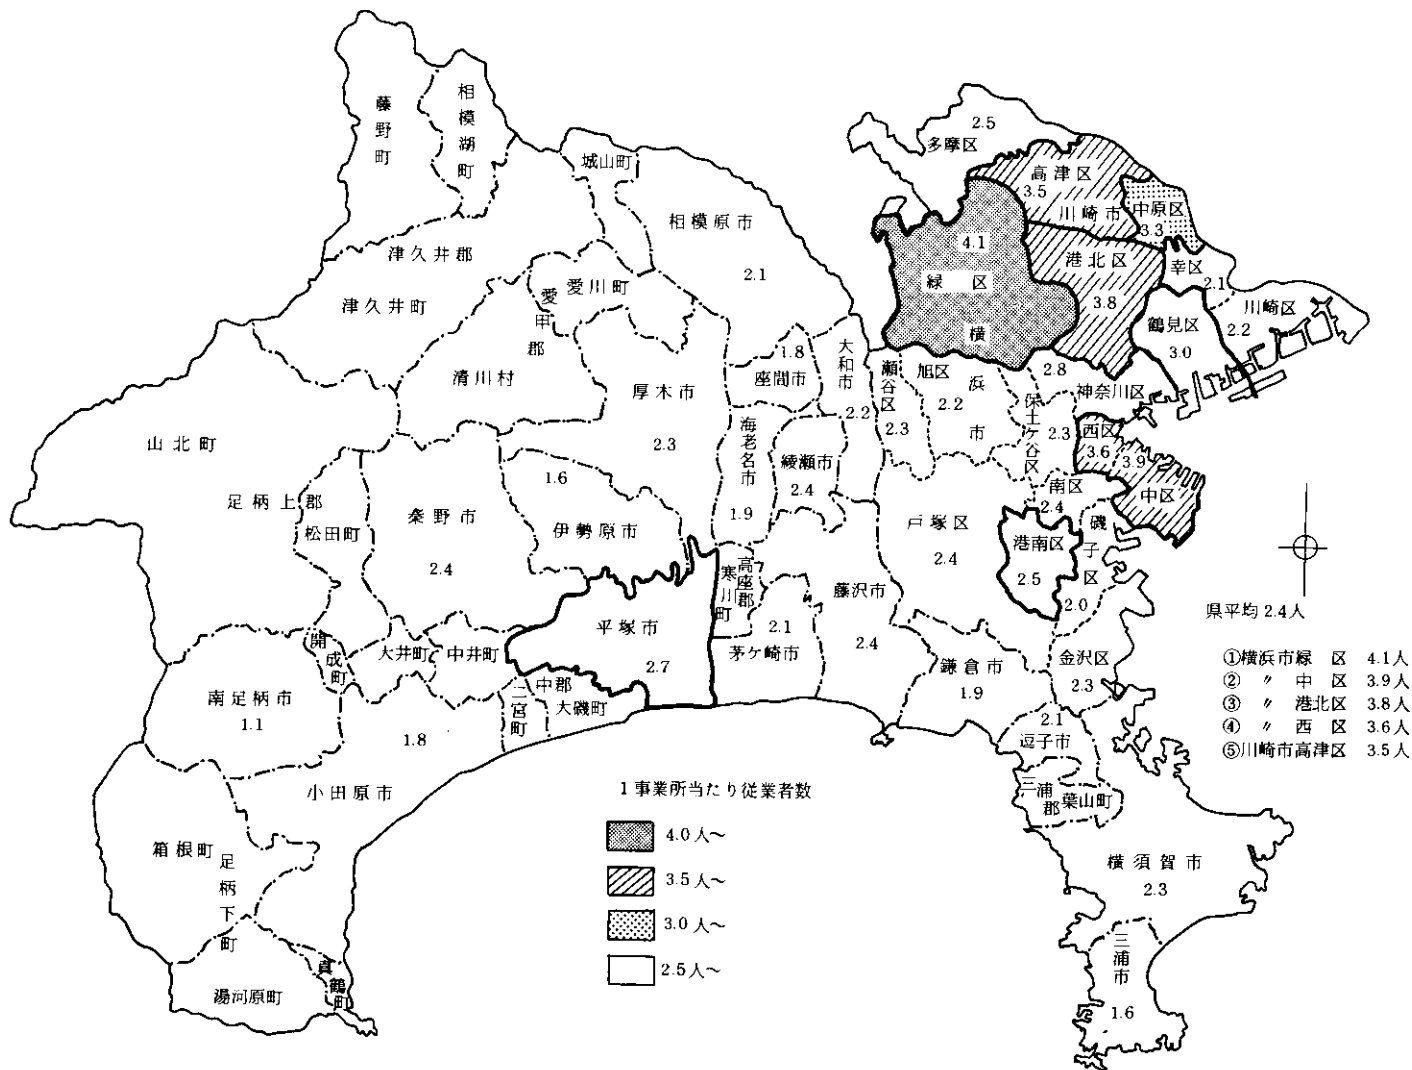 藤野町
相模湖町
城山町
相模原市
2.1
津久井郡
津久井町
愛甲郡
愛川町
清川村
厚木市
2.3
山北町
足柄上郡
松田町
秦野市
2.4
1.6
伊勢原市
1.8
座間市
大和市
2.2
海老名市
1.9
綾瀬市
2.4
高座郡
寒川町
2.1
茅ケ崎市
藤沢市
2.4
平塚市
2.7
開成町
大井町
中井町
中郡
二宮町
大磯町
南足柄市
1.1
1.8
小田原市
箱根町
足柄下町
湯河原町
真鶴町
2.5
多摩区
高津区
3.5
川崎市
中原区
3.3
幸区
2.1
川崎区
2.2
4.1
緑区
横浜市
港北区
3.8
鶴見区
3.0
瀬谷区
2.3
旭区
2.2
保土ケ谷区
2.3
2.8
神奈川区
西区
3.6
3.9
中区
南区
2.4
戸塚区
2.4
港南区
2.5
磯子区
2.0
金沢区
2.3
鎌倉市
1.9
2.1
逗子市
三浦郡
葉山町
横須賀市
2.3
三浦市
1.6
県平均 2.4人
①横浜市緑 区 4.1人
② 〃 中 区 3.9人
③ 〃 港北区 3.8人
④ 〃 西 区 3.6人
⑤川崎市高津区 3.5人
1事業所当たり従業者数
4.0人～
3.5人～
3.0人～
2.5人～